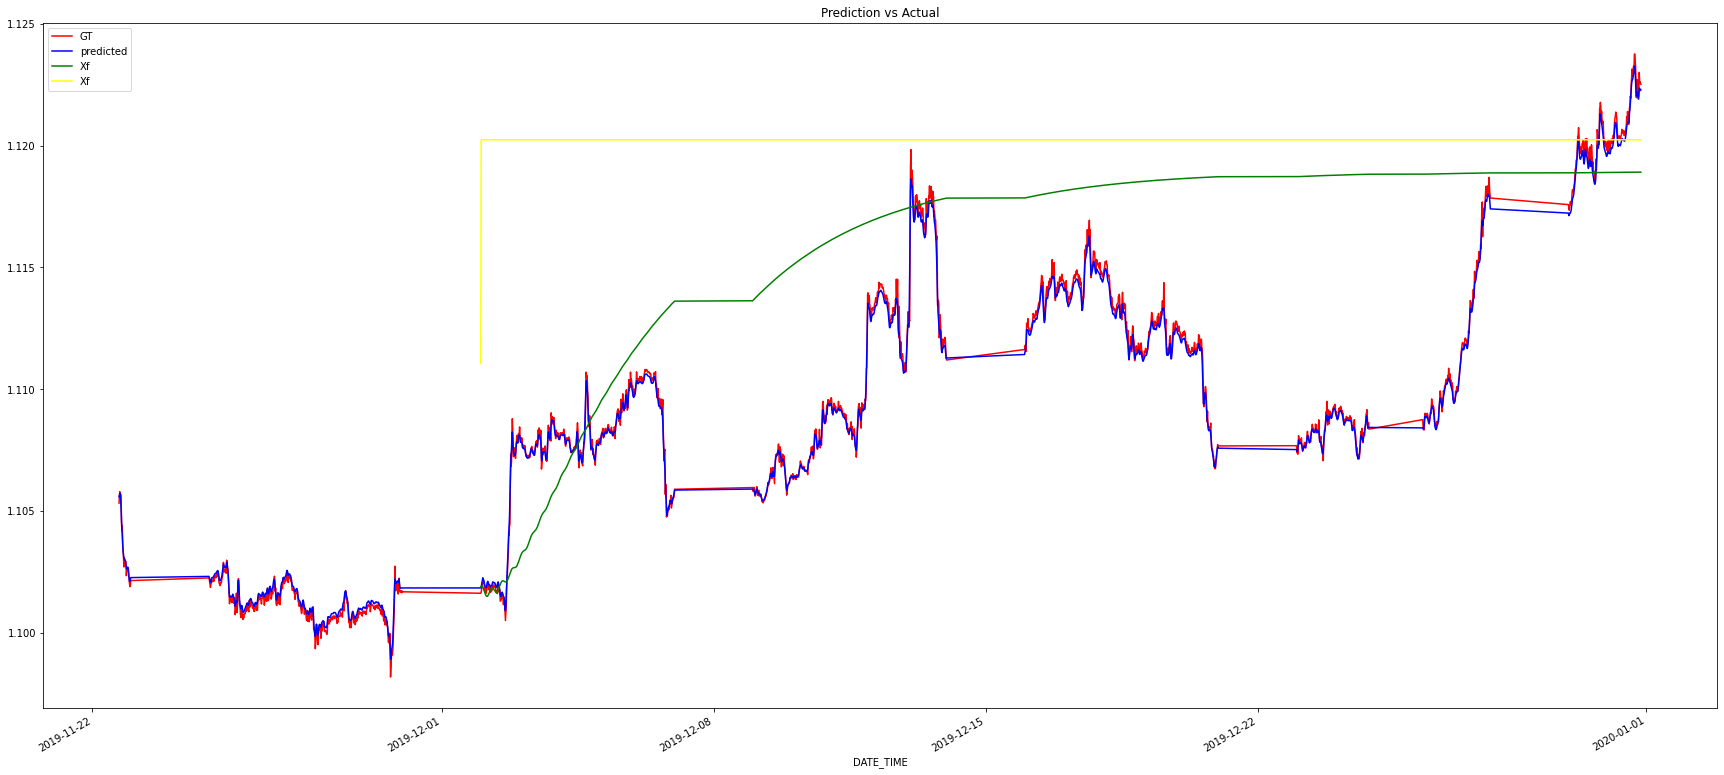 Prediction vs Actual
1.125
GT
predicted
Xf
Xf
1.120
1.115
1.110
1.105
1.100
2019-11-22
2019-12-01
2019-12-08
2019-12-15
2019-12-22
2020-01-01
DATE_TIME